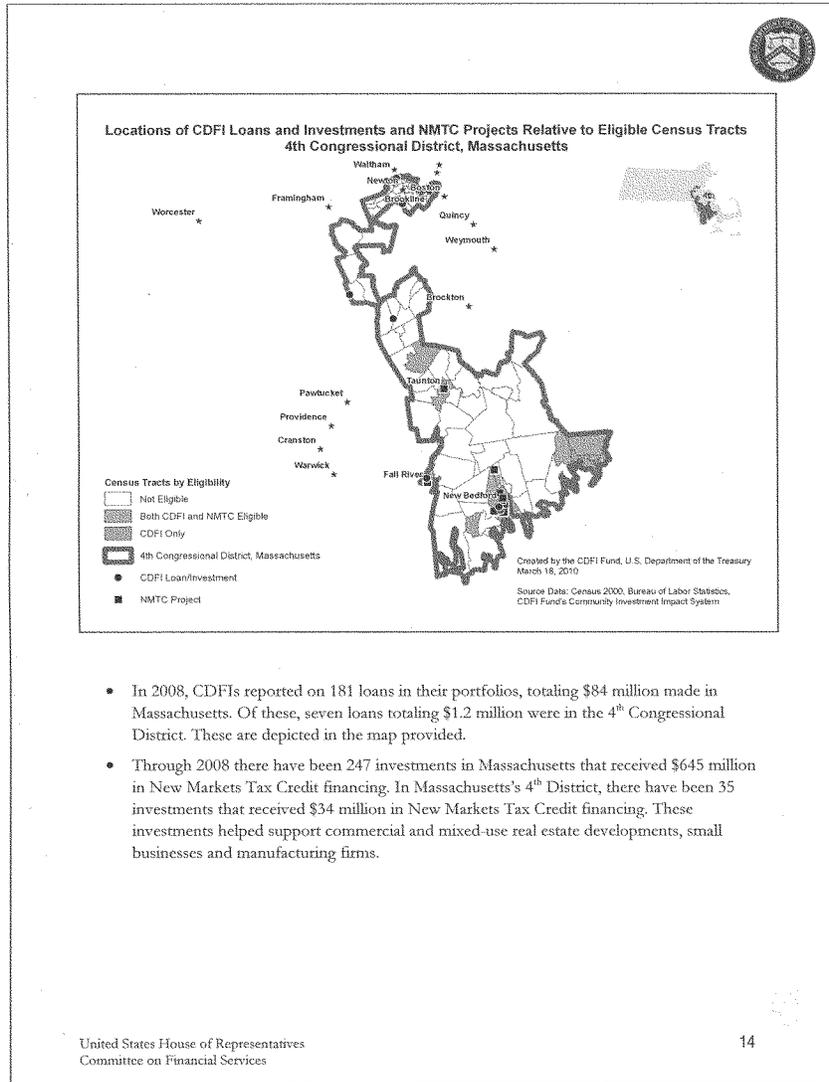 Locations of CDFI Loans and Investments and NMTC Projects Relative to Eligible Census Tracts
4th Congressional District, Massachusetts
Waltham
Newton
Boston
Brookline
Framingham
Worcester
Quincy
Weymouth
Brockton
Taunton
Pawtucket
Providence
Cranston
Warwick
Fall River
New Bedford
Census Tracts by Eligibility
Not Eligible
Both CDFI and NMTC Eligible
CDFI Only
4th Congressional District, Massachusetts
CDFI Loan/Investment
NMTC Project
Created by the CDFI Fund, U.S. Department of the Treasury
March 18, 2010
Source Data: Census 2000, Bureau of Labor Statistics,
CDFI Fund's Community Investment Impact System
• In 2008, CDFIs reported on 181 loans in their portfolios, totaling $84 million made in
Massachusetts. Of these, seven loans totaling $1.2 million were in the 4th Congressional
District. These are depicted in the map provided.
• Through 2008 there have been 247 investments in Massachusetts that received $645 million
in New Markets Tax Credit financing. In Massachusetts's 4th District, there have been 35
investments that received $34 million in New Markets Tax Credit financing. These
investments helped support commercial and mixed-use real estate developments, small
businesses and manufacturing firms.
United States House of Representatives
Committee on Financial Services
14